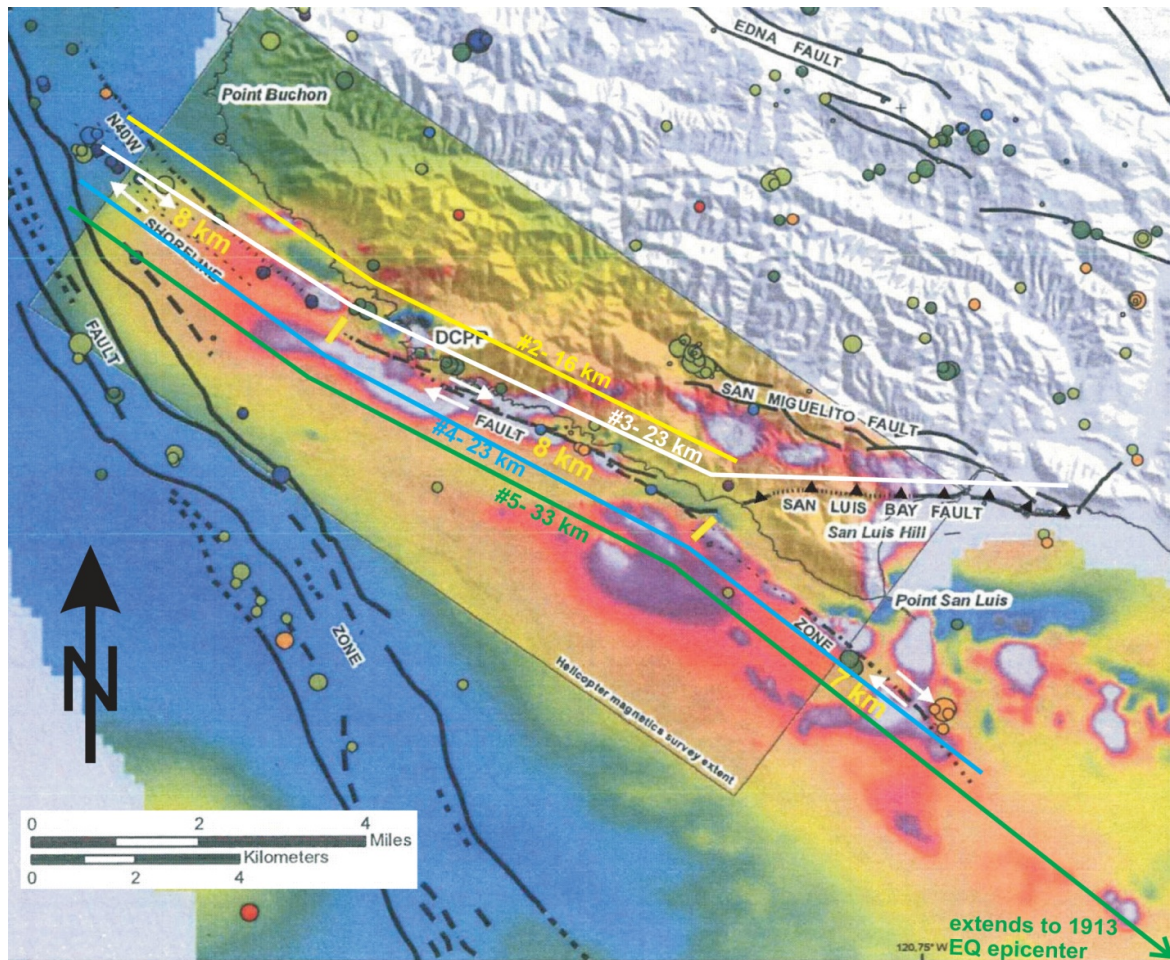 EDNA FAULT
Point Buchon
N40W
8 km
SHORELINE
FAULT
DCPP
#2- 16 km
SAN MIGUELITO FAULT
#3- 23 km
FAULT
#4- 23 km
8 km
#5- 33 km
SAN LUIS BAY FAULT
San Luis Hill
Point San Luis
ZONE
ZONE
7 km
Helicopter magnetics survey extent
N
0 2 4
Miles
Kilometers
0 2 4
extends to 1913
EQ epicenter
120.75° W